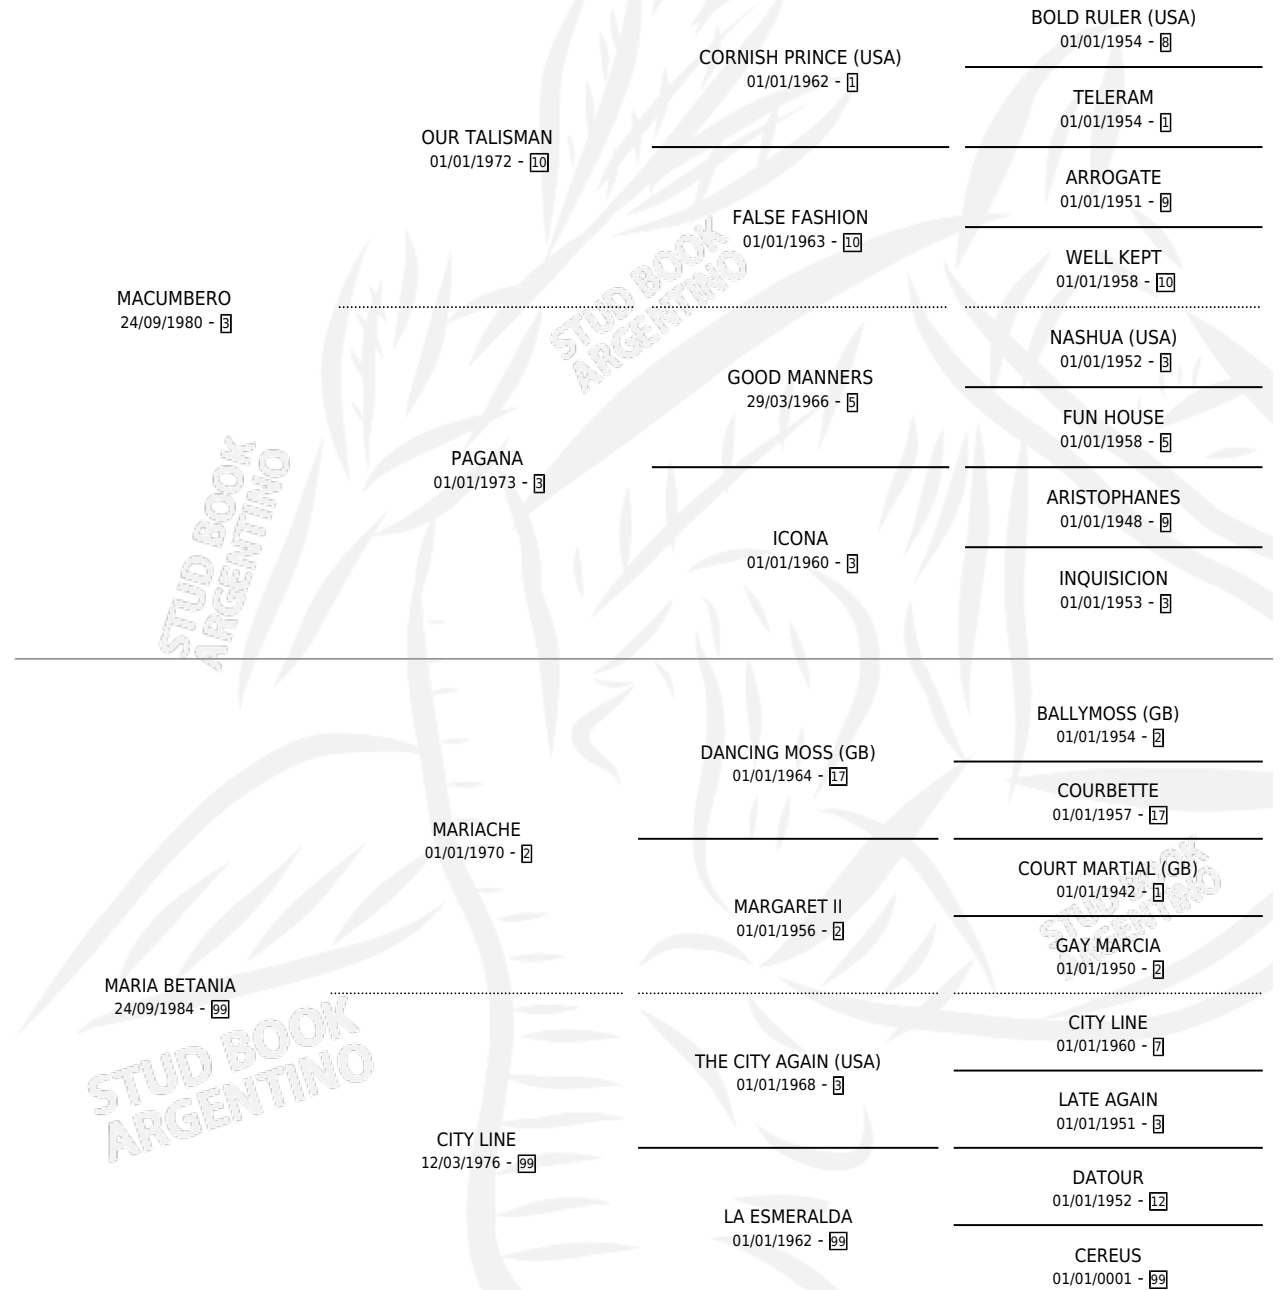 BOLD RULER (USA)
01/01/1954 - 8
CORNISH PRINCE (USA)
01/01/1962 - 1
TELERAM
01/01/1954 - 1
OUR TALISMAN
01/01/1972 - 10
ARROGATE
01/01/1951 - 9
FALSE FASHION
01/01/1963 - 10
WELL KEPT
01/01/1958 - 10
MACUMBERO
24/09/1980 - 3
NASHUA (USA)
01/01/1952 - 3
GOOD MANNERS
29/03/1966 - 5
FUN HOUSE
01/01/1958 - 5
PAGANA
01/01/1973 - 3
ARISTOPHANES
01/01/1948 - 9
ICONA
01/01/1960 - 3
INQUISICION
01/01/1953 - 3
STUD BOOK
ARGENTINO
STUD BOOK
ARGENTINO
BALLYMOSS (GB)
01/01/1954 - 2
DANCING MOSS (GB)
01/01/1964 - 17
COURBETTE
01/01/1957 - 17
MARIACHE
01/01/1970 - 2
COURT MARTIAL (GB)
01/01/1942 - 1
MARGARET II
01/01/1956 - 2
GAY MARCIA
01/01/1950 - 2
MARIA BETANIA
24/09/1984 - 99
CITY LINE
01/01/1960 - 7
THE CITY AGAIN (USA)
01/01/1968 - 3
LATE AGAIN
01/01/1951 - 3
CITY LINE
12/03/1976 - 99
DATOUR
01/01/1952 - 12
LA ESMERALDA
01/01/1962 - 99
CEREUS
01/01/0001 - 99
STUD BOOK
ARGENTINO
STUD BOOK
ARGENTINO